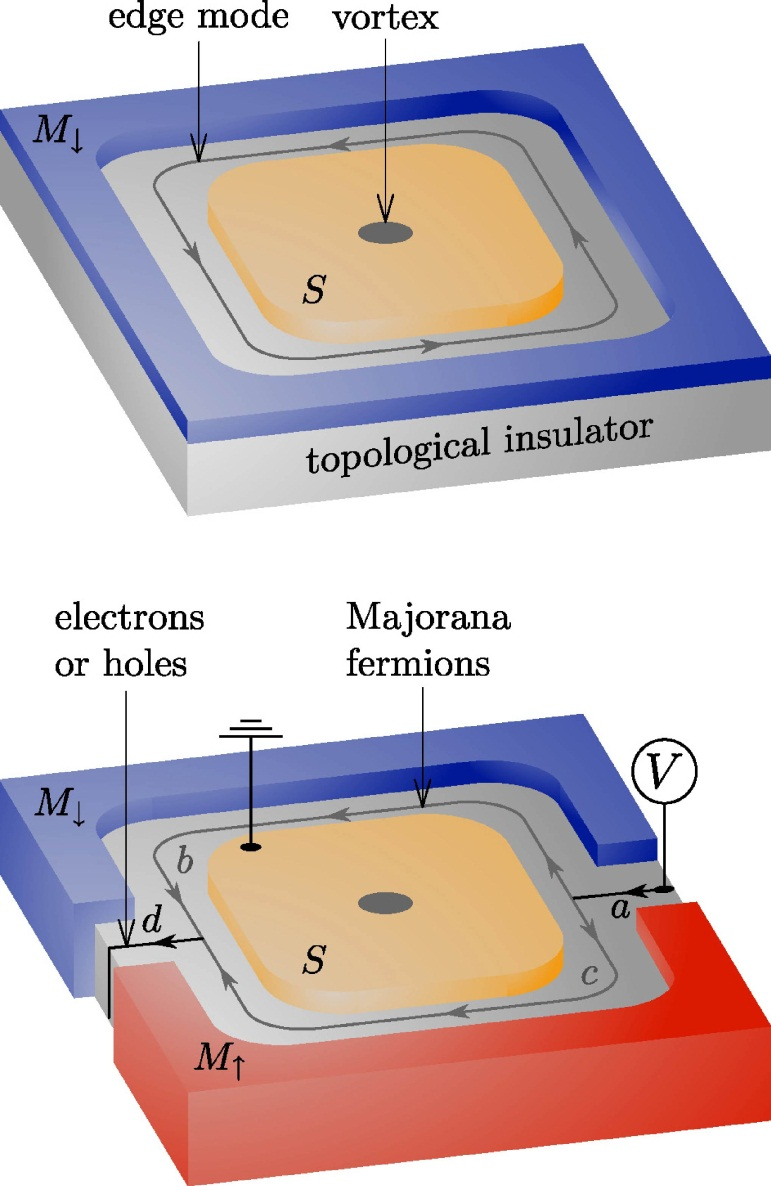 edge mode vortex
M↓
S
topological insulator
electrons Majorana
or holes fermions
V
M↓
b
d
a
S
c
M↑